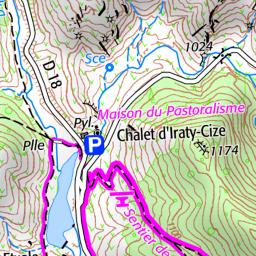 Sce
1024
D 18
Maison du Pastoralisme
Pyl.
Chalet d'Iraty-Cize
Plle
P
1174
Sentier de